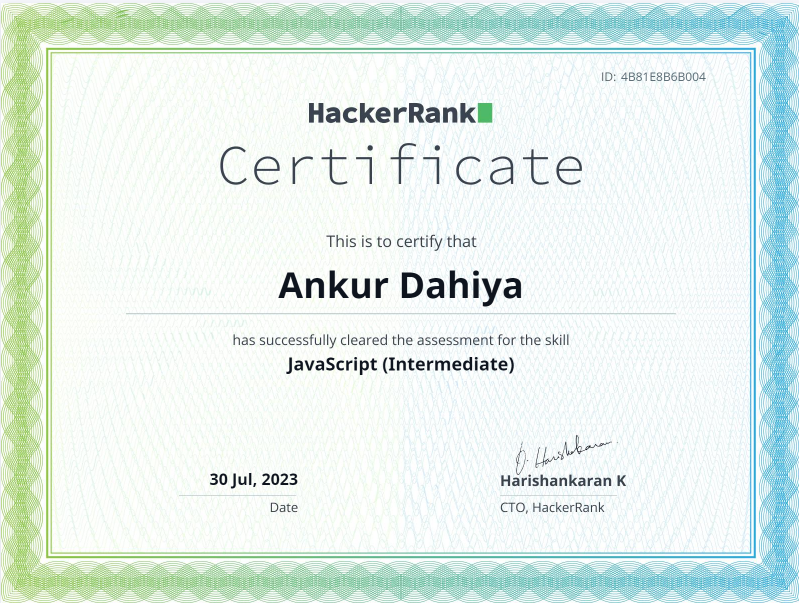 ID: 4B81E8B6B004
HackerRank
Certificate
This is to certify that
Ankur Dahiya
has successfully cleared the assessment for the skill
JavaScript (Intermediate)
30 Jul, 2023
Date
D. Harishankaran
Harishankaran K
CTO, HackerRank